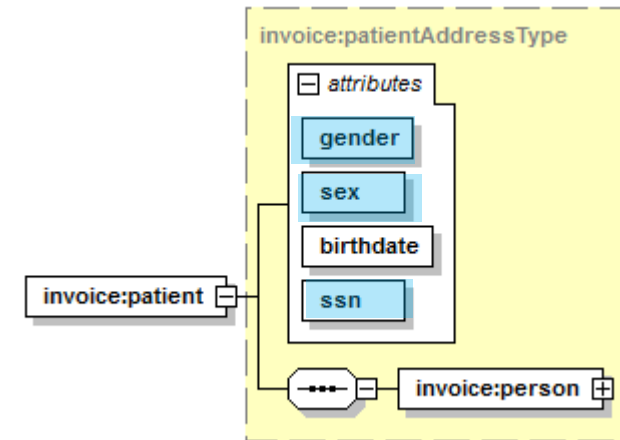 invoice:patientAddressType
attributes
gender
sex
birthdate
ssn
invoice:patient
invoice:person